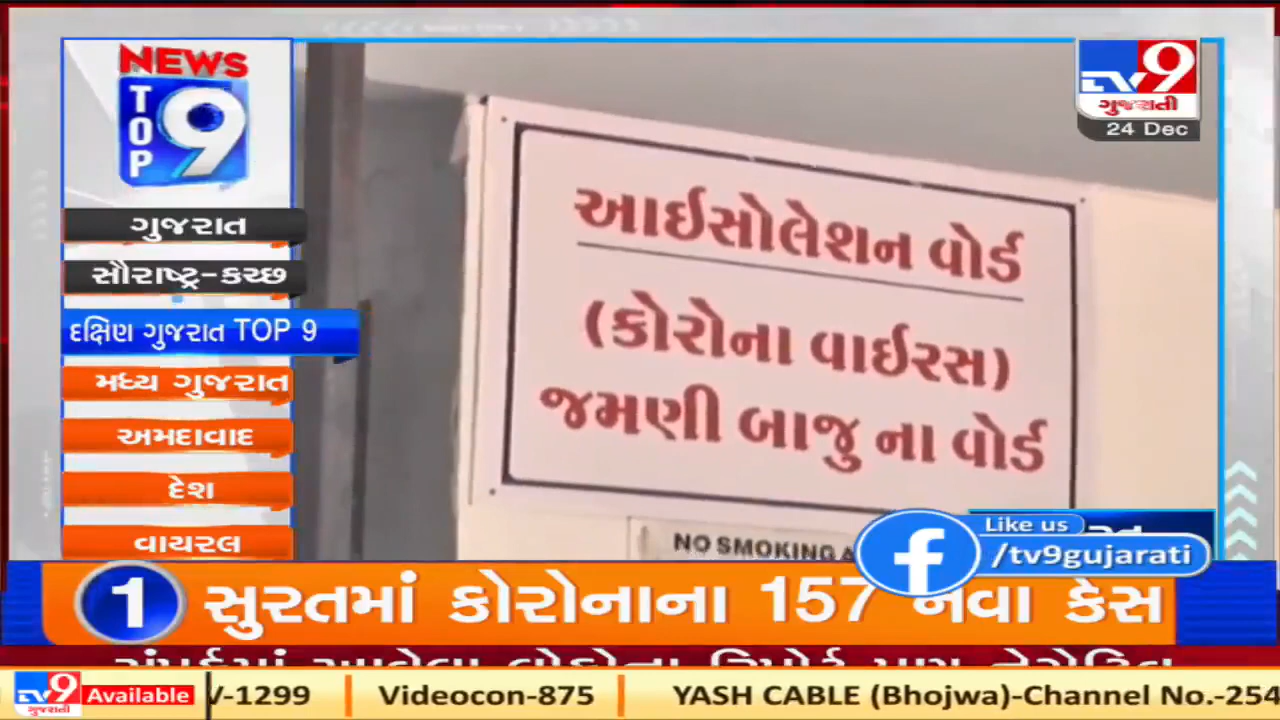 NEWS
TOP
9
ગુજરાત
સૌરાષ્ટ્ર-કચ્છ
દક્ષિણ ગુજરાત TOP 9
મધ્ય ગુજરાત
અમદાવાદ
દેશ
વાયરલ
TV9
ગુજરાતી
24 Dec
આઈસોલેશન વોર્ડ
(કોરોના વાઈરસ)
જમણી બાજુ ના વોર્ડ
NO SMOKING
Like us
/tv9gujarati
1 સુરતમાં કોરોનાના 157 નવા કેસ
TV9 ગુજરાતી Available V-1299 Videocon-875 YASH CABLE (Bhojwa)-Channel No.-254